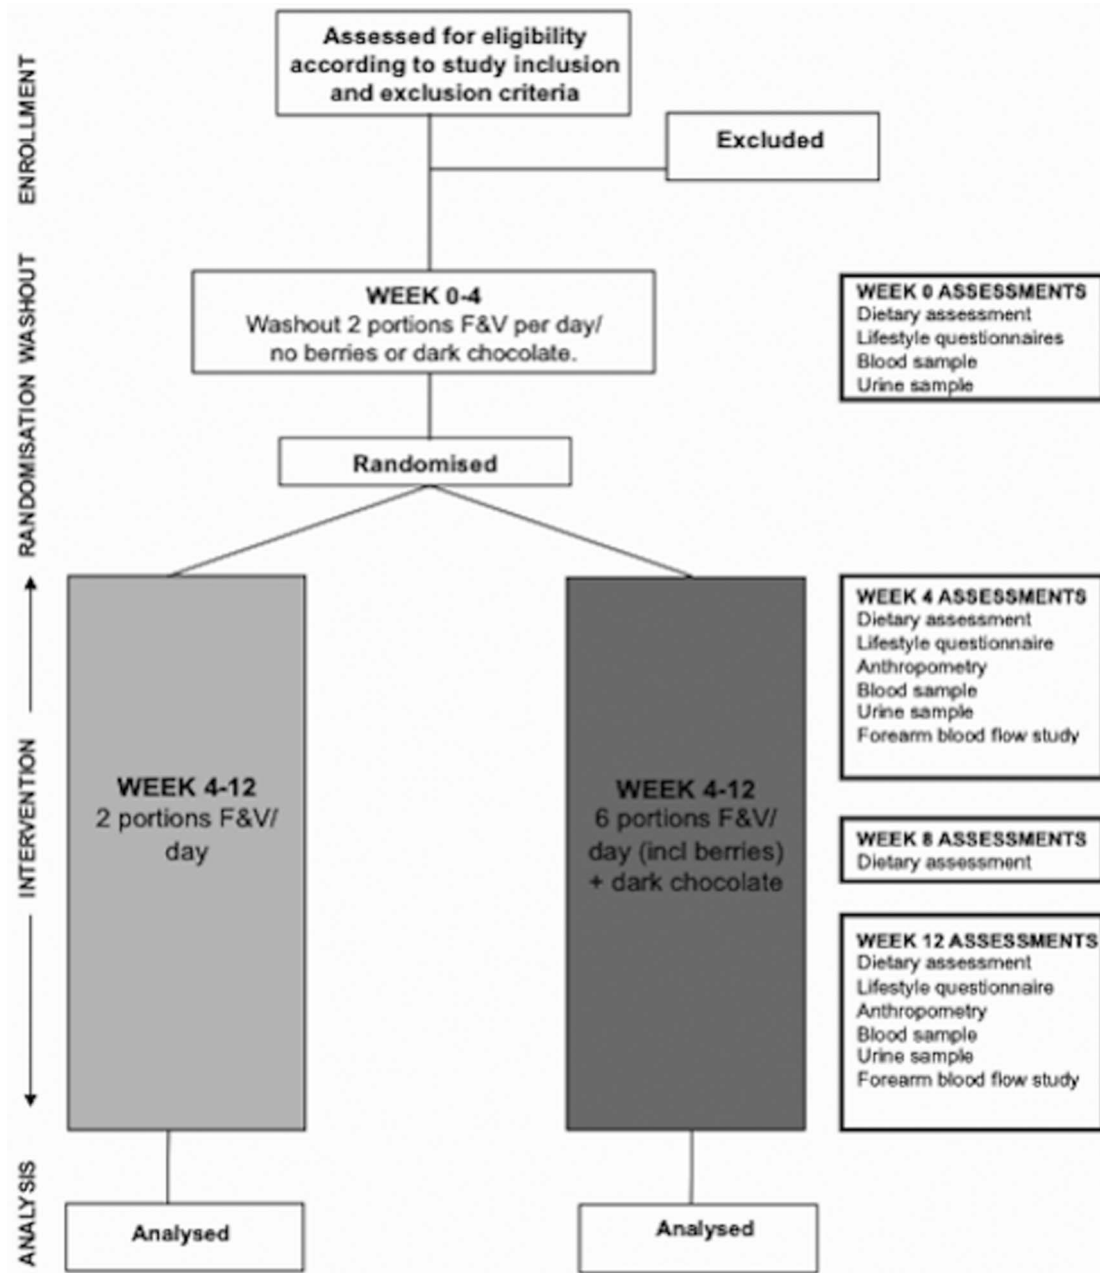 ENROLLMENT
Assessed for eligibility
according to study inclusion
and exclusion criteria
Excluded
RANDOMISATION WASHOUT
WEEK 0-4
Washout 2 portions F&V per day/
no berries or dark chocolate.
WEEK 0 ASSESSMENTS
Dietary assessment
Lifestyle questionnaires
Blood sample
Urine sample
Randomised
INTERVENTION
WEEK 4-12
2 portions F&V/
day
WEEK 4-12
6 portions F&V/
day (incl berries)
+ dark chocolate
WEEK 4 ASSESSMENTS
Dietary assessment
Lifestyle questionnaire
Anthropometry
Blood sample
Urine sample
Forearm blood flow study
WEEK 8 ASSESSMENTS
Dietary assessment
WEEK 12 ASSESSMENTS
Dietary assessment
Lifestyle questionnaire
Anthropometry
Blood sample
Urine sample
Forearm blood flow study
ANALYSIS
Analysed
Analysed